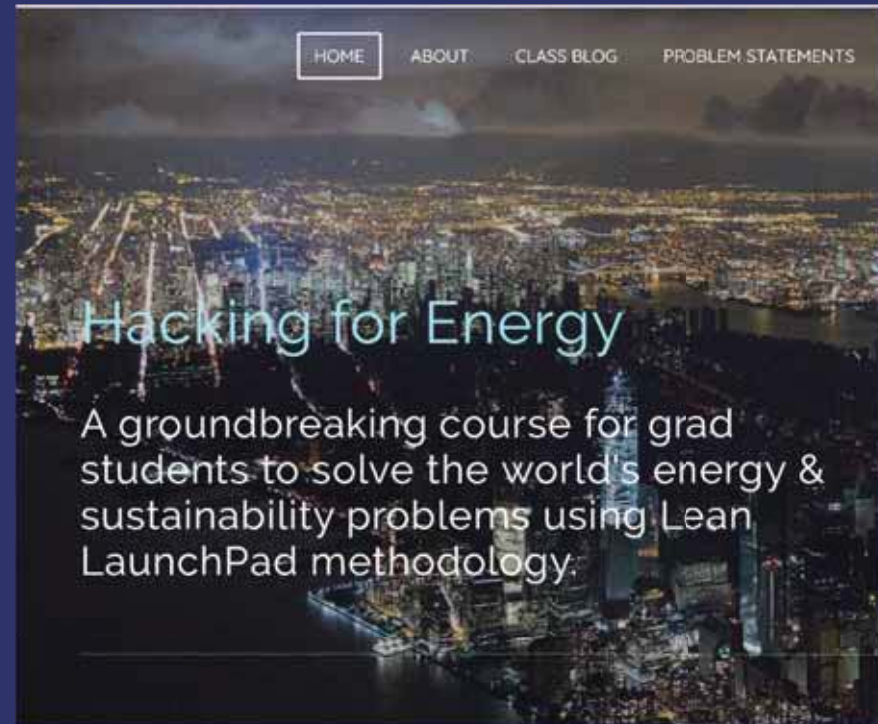 HOME ABOUT CLASS BLOG PROBLEM STATEMENTS
Hacking for Energy
A groundbreaking course for grad
students to solve the world's energy &
sustainability problems using Lean
LaunchPad methodology.